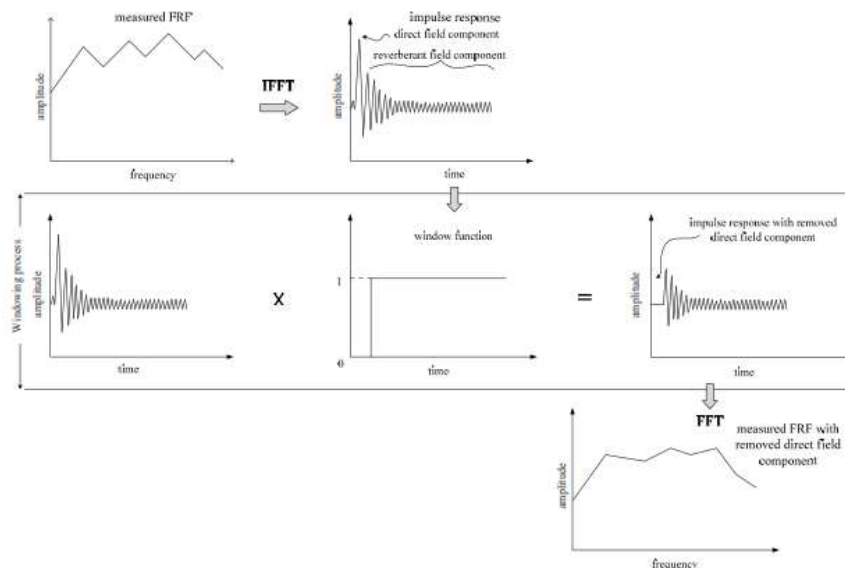 measured FRF
amplitude
frequency
IFFT
impulse response
direct field component
reverberant field component
amplitude
time
Windowing process
amplitude
time
X
window function
1
0
time
=
impulse response with removed
direct field component
amplitude
time
FFT
measured FRF with
removed direct field
component
amplitude
frequency